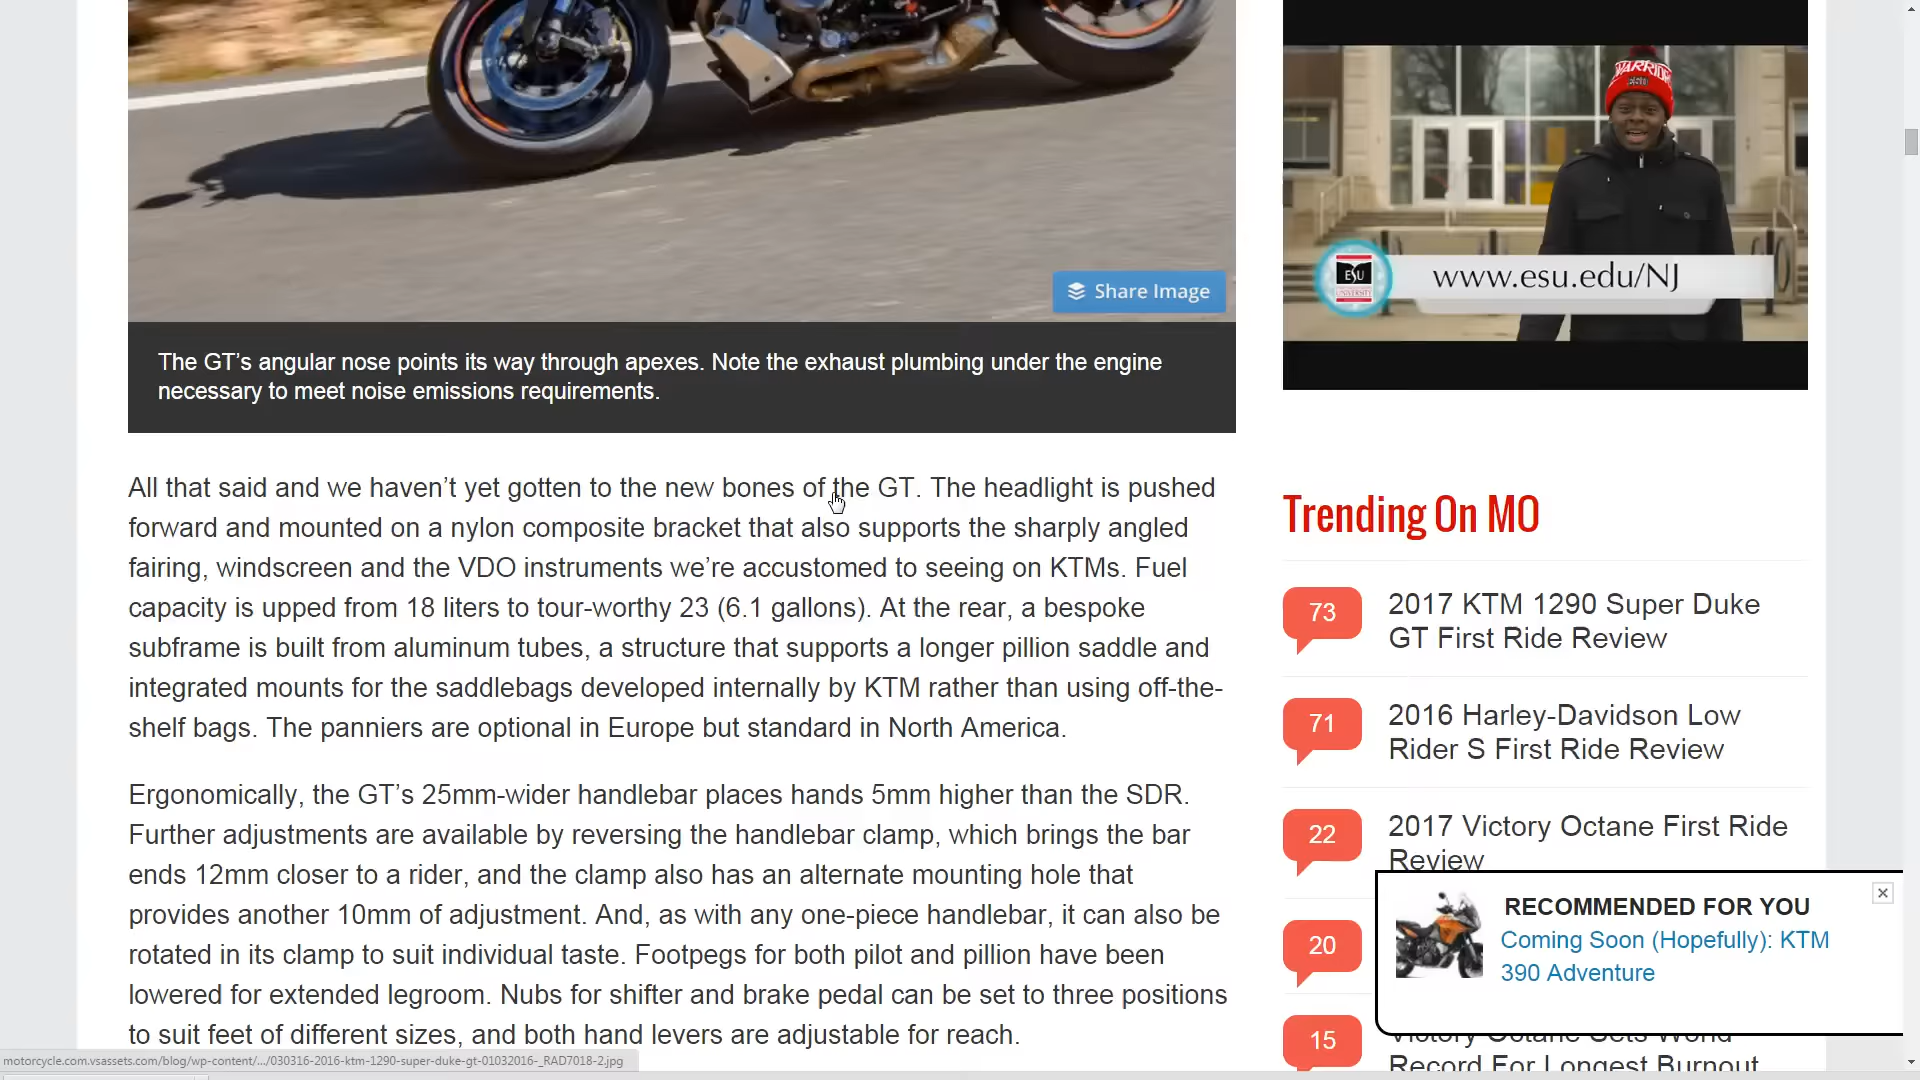 WARRIORS
ESU
www.esu.edu/NJ
ESU
UNIVERSITY
Share Image
The GT’s angular nose points its way through apexes. Note the exhaust plumbing under the engine
necessary to meet noise emissions requirements.
All that said and we haven’t yet gotten to the new bones of the GT. The headlight is pushed
forward and mounted on a nylon composite bracket that also supports the sharply angled
fairing, windscreen and the VDO instruments we’re accustomed to seeing on KTMs. Fuel
capacity is upped from 18 liters to tour-worthy 23 (6.1 gallons). At the rear, a bespoke
subframe is built from aluminum tubes, a structure that supports a longer pillion saddle and
integrated mounts for the saddlebags developed internally by KTM rather than using off-the-
shelf bags. The panniers are optional in Europe but standard in North America.
Ergonomically, the GT’s 25mm-wider handlebar places hands 5mm higher than the SDR.
Further adjustments are available by reversing the handlebar clamp, which brings the bar
ends 12mm closer to a rider, and the clamp also has an alternate mounting hole that
provides another 10mm of adjustment. And, as with any one-piece handlebar, it can also be
rotated in its clamp to suit individual taste. Footpegs for both pilot and pillion have been
lowered for extended legroom. Nubs for shifter and brake pedal can be set to three positions
to suit feet of different sizes, and both hand levers are adjustable for reach.
Trending On MO
73
2017 KTM 1290 Super Duke
GT First Ride Review
71
2016 Harley-Davidson Low
Rider S First Ride Review
22
2017 Victory Octane First Ride
Review
20
15
Victory Octane Sets World
Record For Longest Burnout
RECOMMENDED FOR YOU
Coming Soon (Hopefully): KTM
390 Adventure
motorcycle.com.vsassets.com/blog/wp-content/.../030316-2016-ktm-1290-super-duke-gt-01032016-_RAD7018-2.jpg